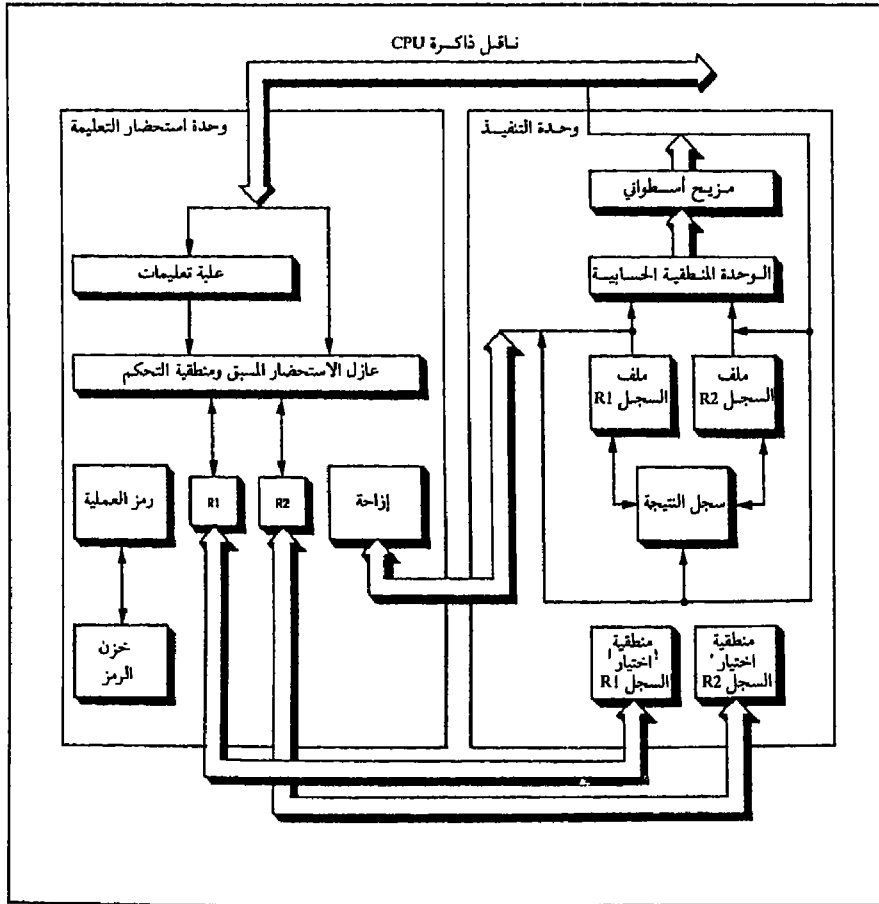 ناقل ذاكرة CPU
وحدة التنفيذ
وحدة استحضار التعليمة
مزيح أسطواني
الوحدة المنطقية الحسابية
علبة تعليمات
عازل الاستحضار المسبق ومنطقية التحكم
ملف
السجل R1
ملف
السجل R2
رمز العملية
R1
R2
إزاحة
سجل النتيجة
خزن
الرمز
منطقية
اختيار
السجل R1
منطقية
اختيار
السجل R2